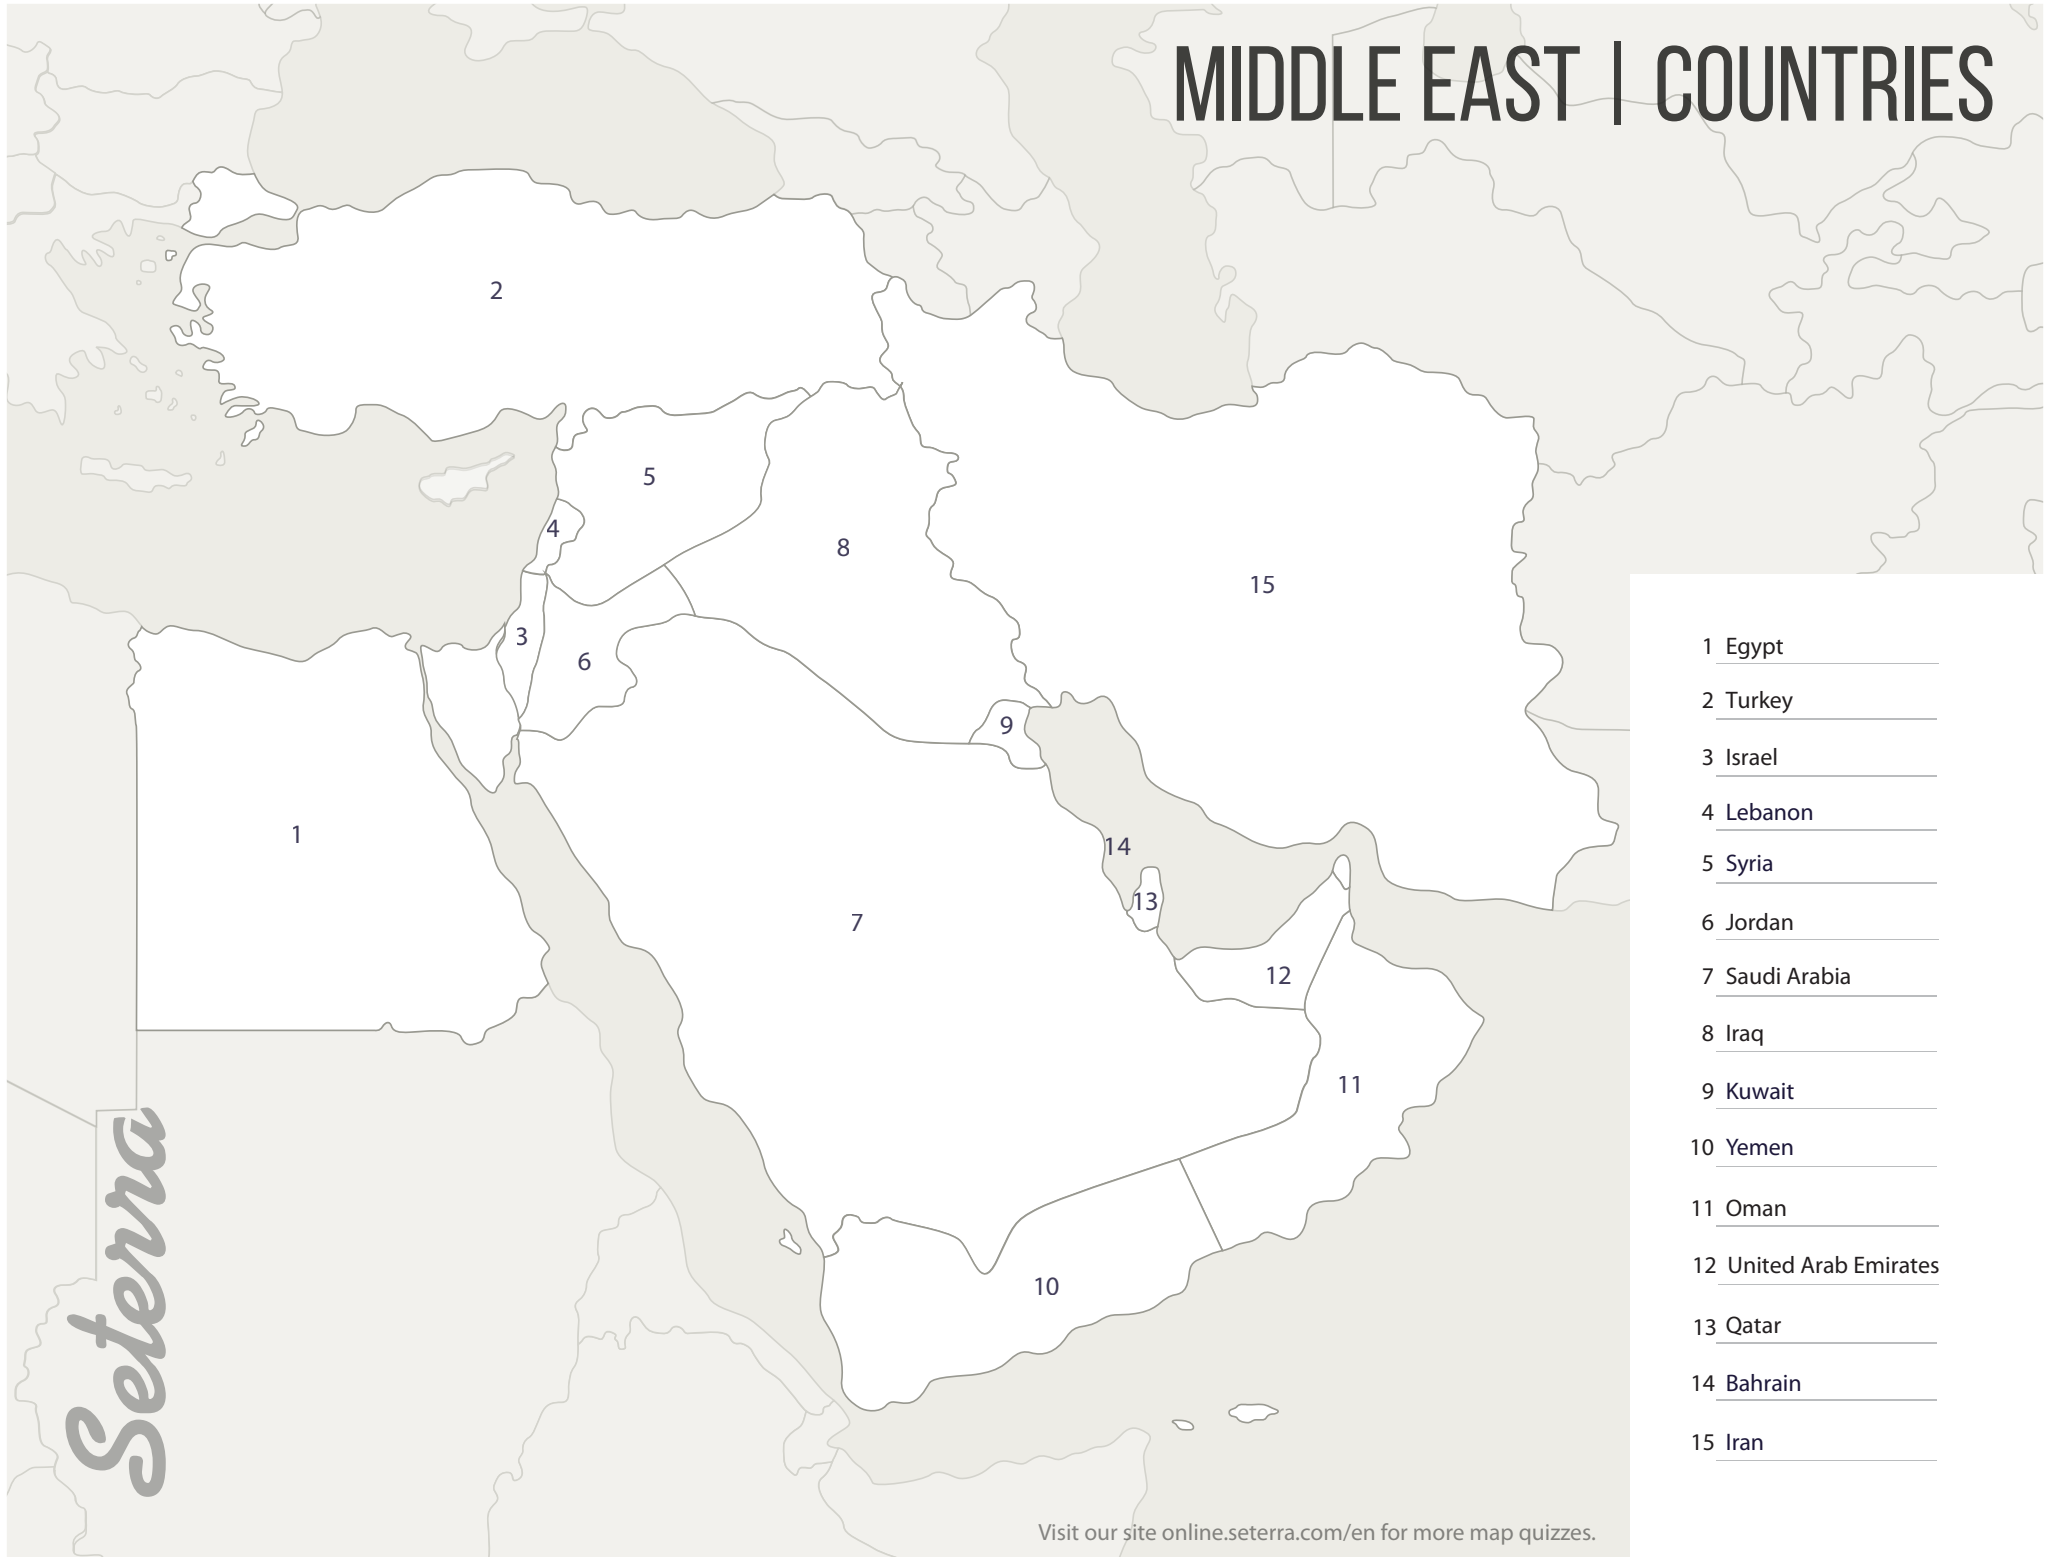 MIDDLE EAST | COUNTRIES
2
5
4
8
15
3
6
9
1
14
13
7
12
11
10
1 Egypt
2 Turkey
3 Israel
4 Lebanon
5 Syria
6 Jordan
7 Saudi Arabia
8 Iraq
9 Kuwait
10 Yemen
11 Oman
12 United Arab Emirates
13 Qatar
14 Bahrain
15 Iran
Seterra
Visit our site online.seterra.com/en for more map quizzes.